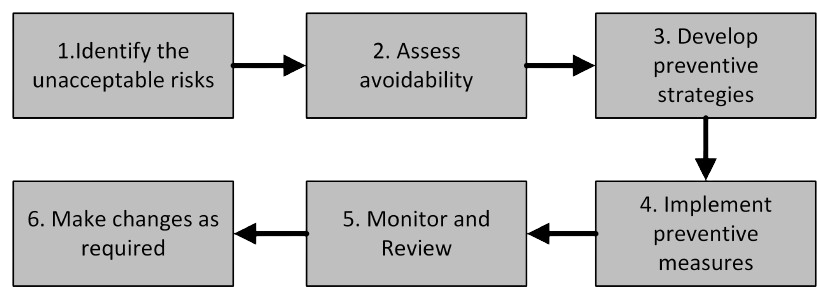 1.Identify the
unacceptable risks
2. Assess
avoidability
3. Develop
preventive
strategies
4. Implement
preventive
measures
5. Monitor and
Review
6. Make changes as
required